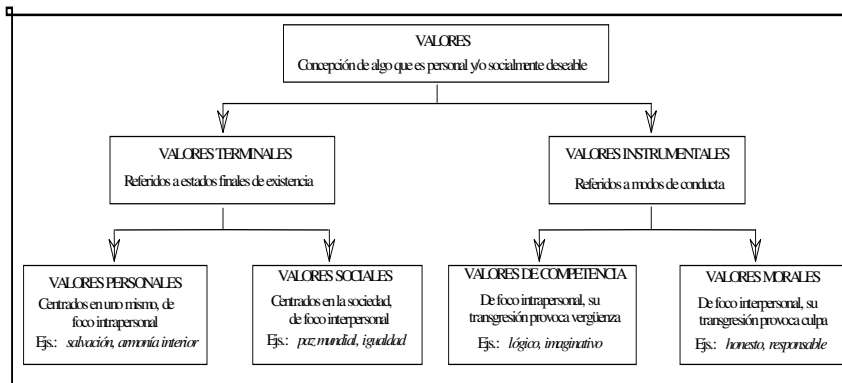 VALORES
Concepción de algo que es personal y/o socialmente deseable
VALORES TERMINALES
Referidos a estados finales de existencia
VALORES INSTRUMENTALES
Referidos a modos de conducta
VALORES PERSONALES
Centrados en uno mismo, de
foco intrapersonal
Ejs.: salvación, armonía interior
VALORES SOCIALES
Centrados en la sociedad,
de foco interpersonal
Ejs.: paz mundial, igualdad
VALORES DE COMPETENCIA
De foco intrapersonal, su
transgresión provoca vergüenza
Ejs.: lógico, imaginativo
VALORES MORALES
De foco interpersonal, su
transgresión provoca culpa
Ejs.: honesto, responsable